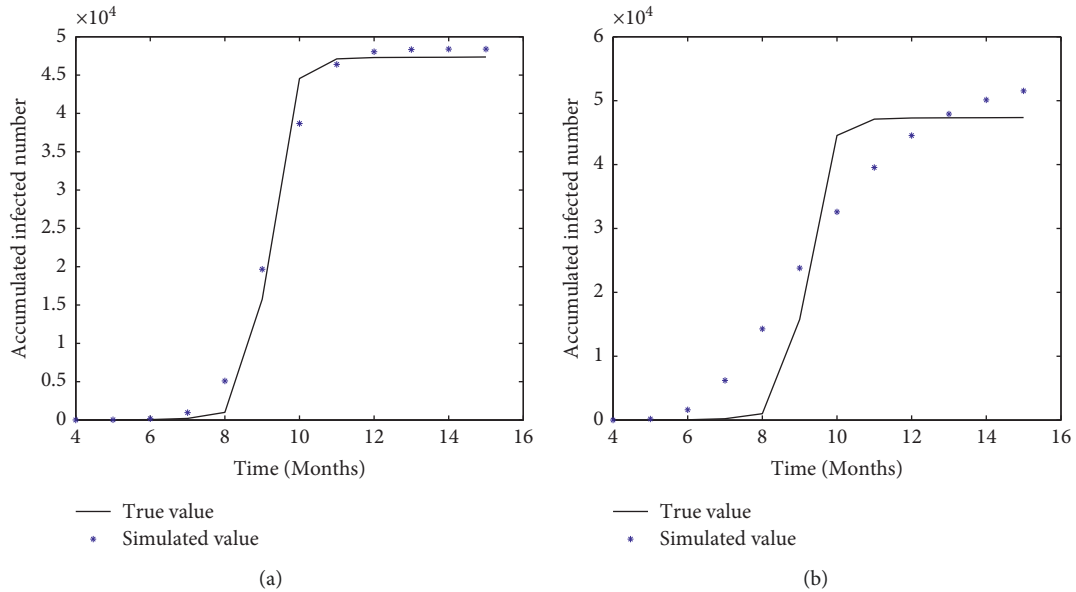 ×10⁴
5
4.5
4
3.5
3
2.5
2
1.5
1
0.5
0
Accumulated infected number
4 6 8 10 12 14 16
Time (Months)
True value
Simulated value
(a)
×10⁴
6
5
4
3
2
1
0
Accumulated infected number
4 6 8 10 12 14 16
Time (Months)
True value
Simulated value
(b)